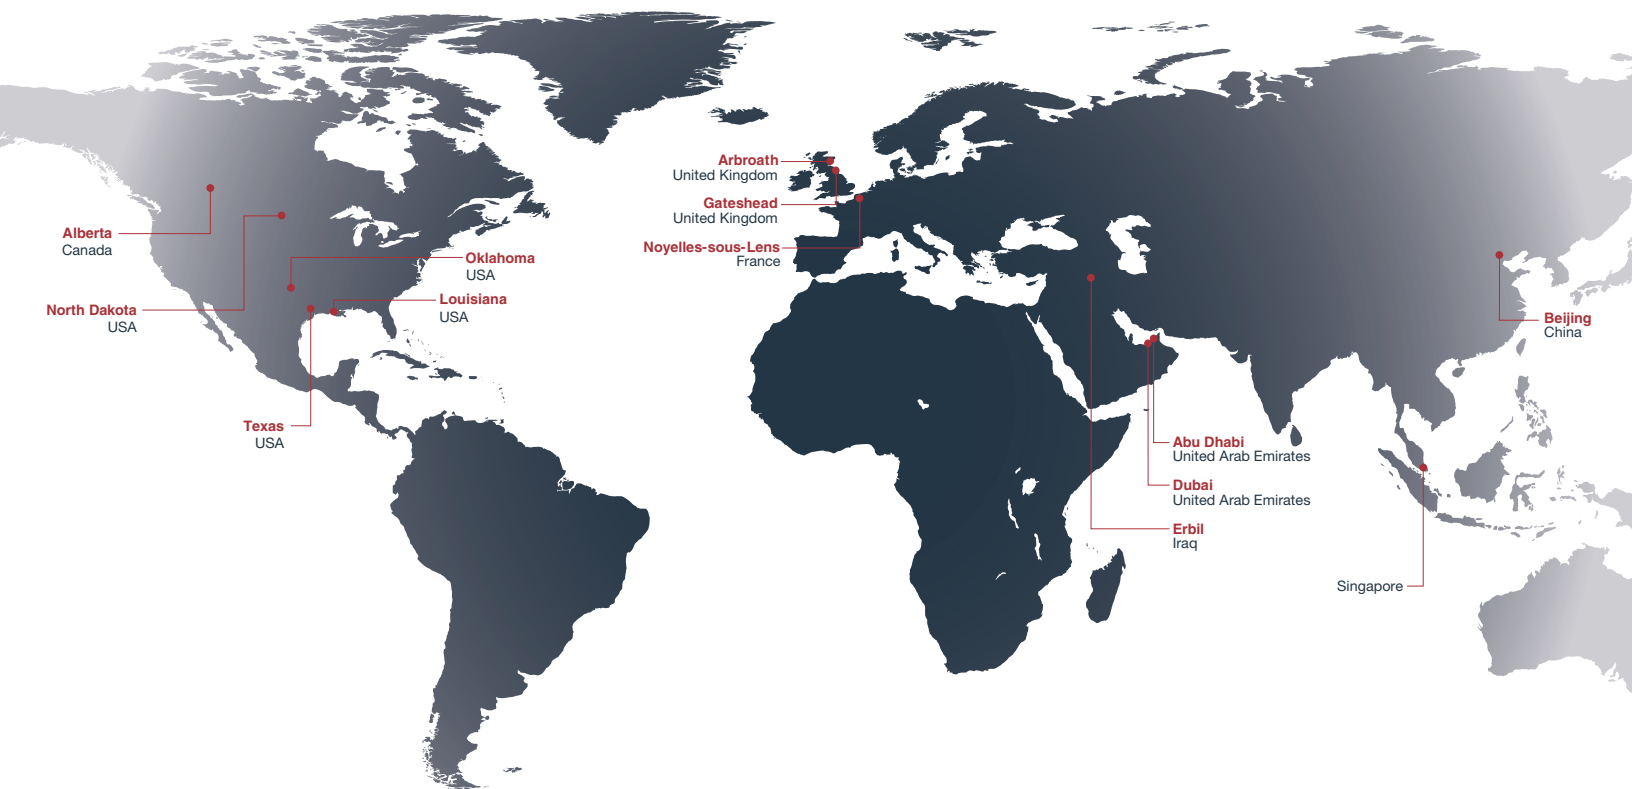 Alberta
Canada
North Dakota
USA
Oklahoma
USA
Louisiana
USA
Texas
USA
Arbroath
United Kingdom
Gateshead
United Kingdom
Noyelles-sous-Lens
France
Abu Dhabi
United Arab Emirates
Dubai
United Arab Emirates
Erbil
Iraq
Singapore
Beijing
China